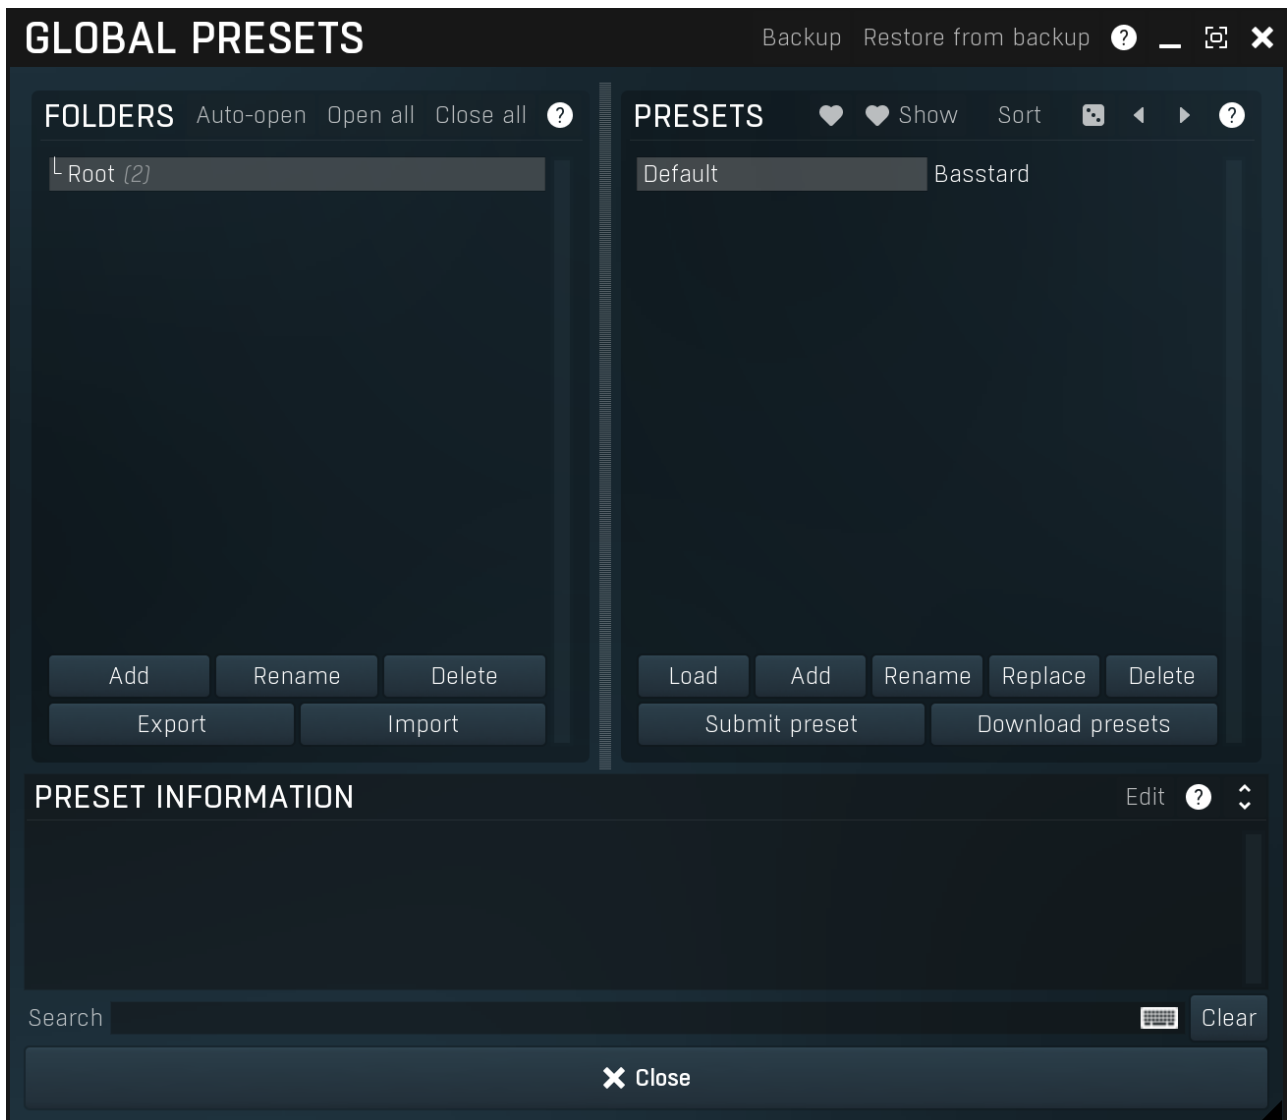 GLOBAL PRESETS Backup Restore from backup ?
FOLDERS Auto-open Open all Close all ?
Root (2)
Add Rename Delete
Export Import
PRESETS Show Sort ?
Default Basstard
Load Add Rename Replace Delete
Submit preset Download presets
PRESET INFORMATION Edit ?
Search Clear
Close